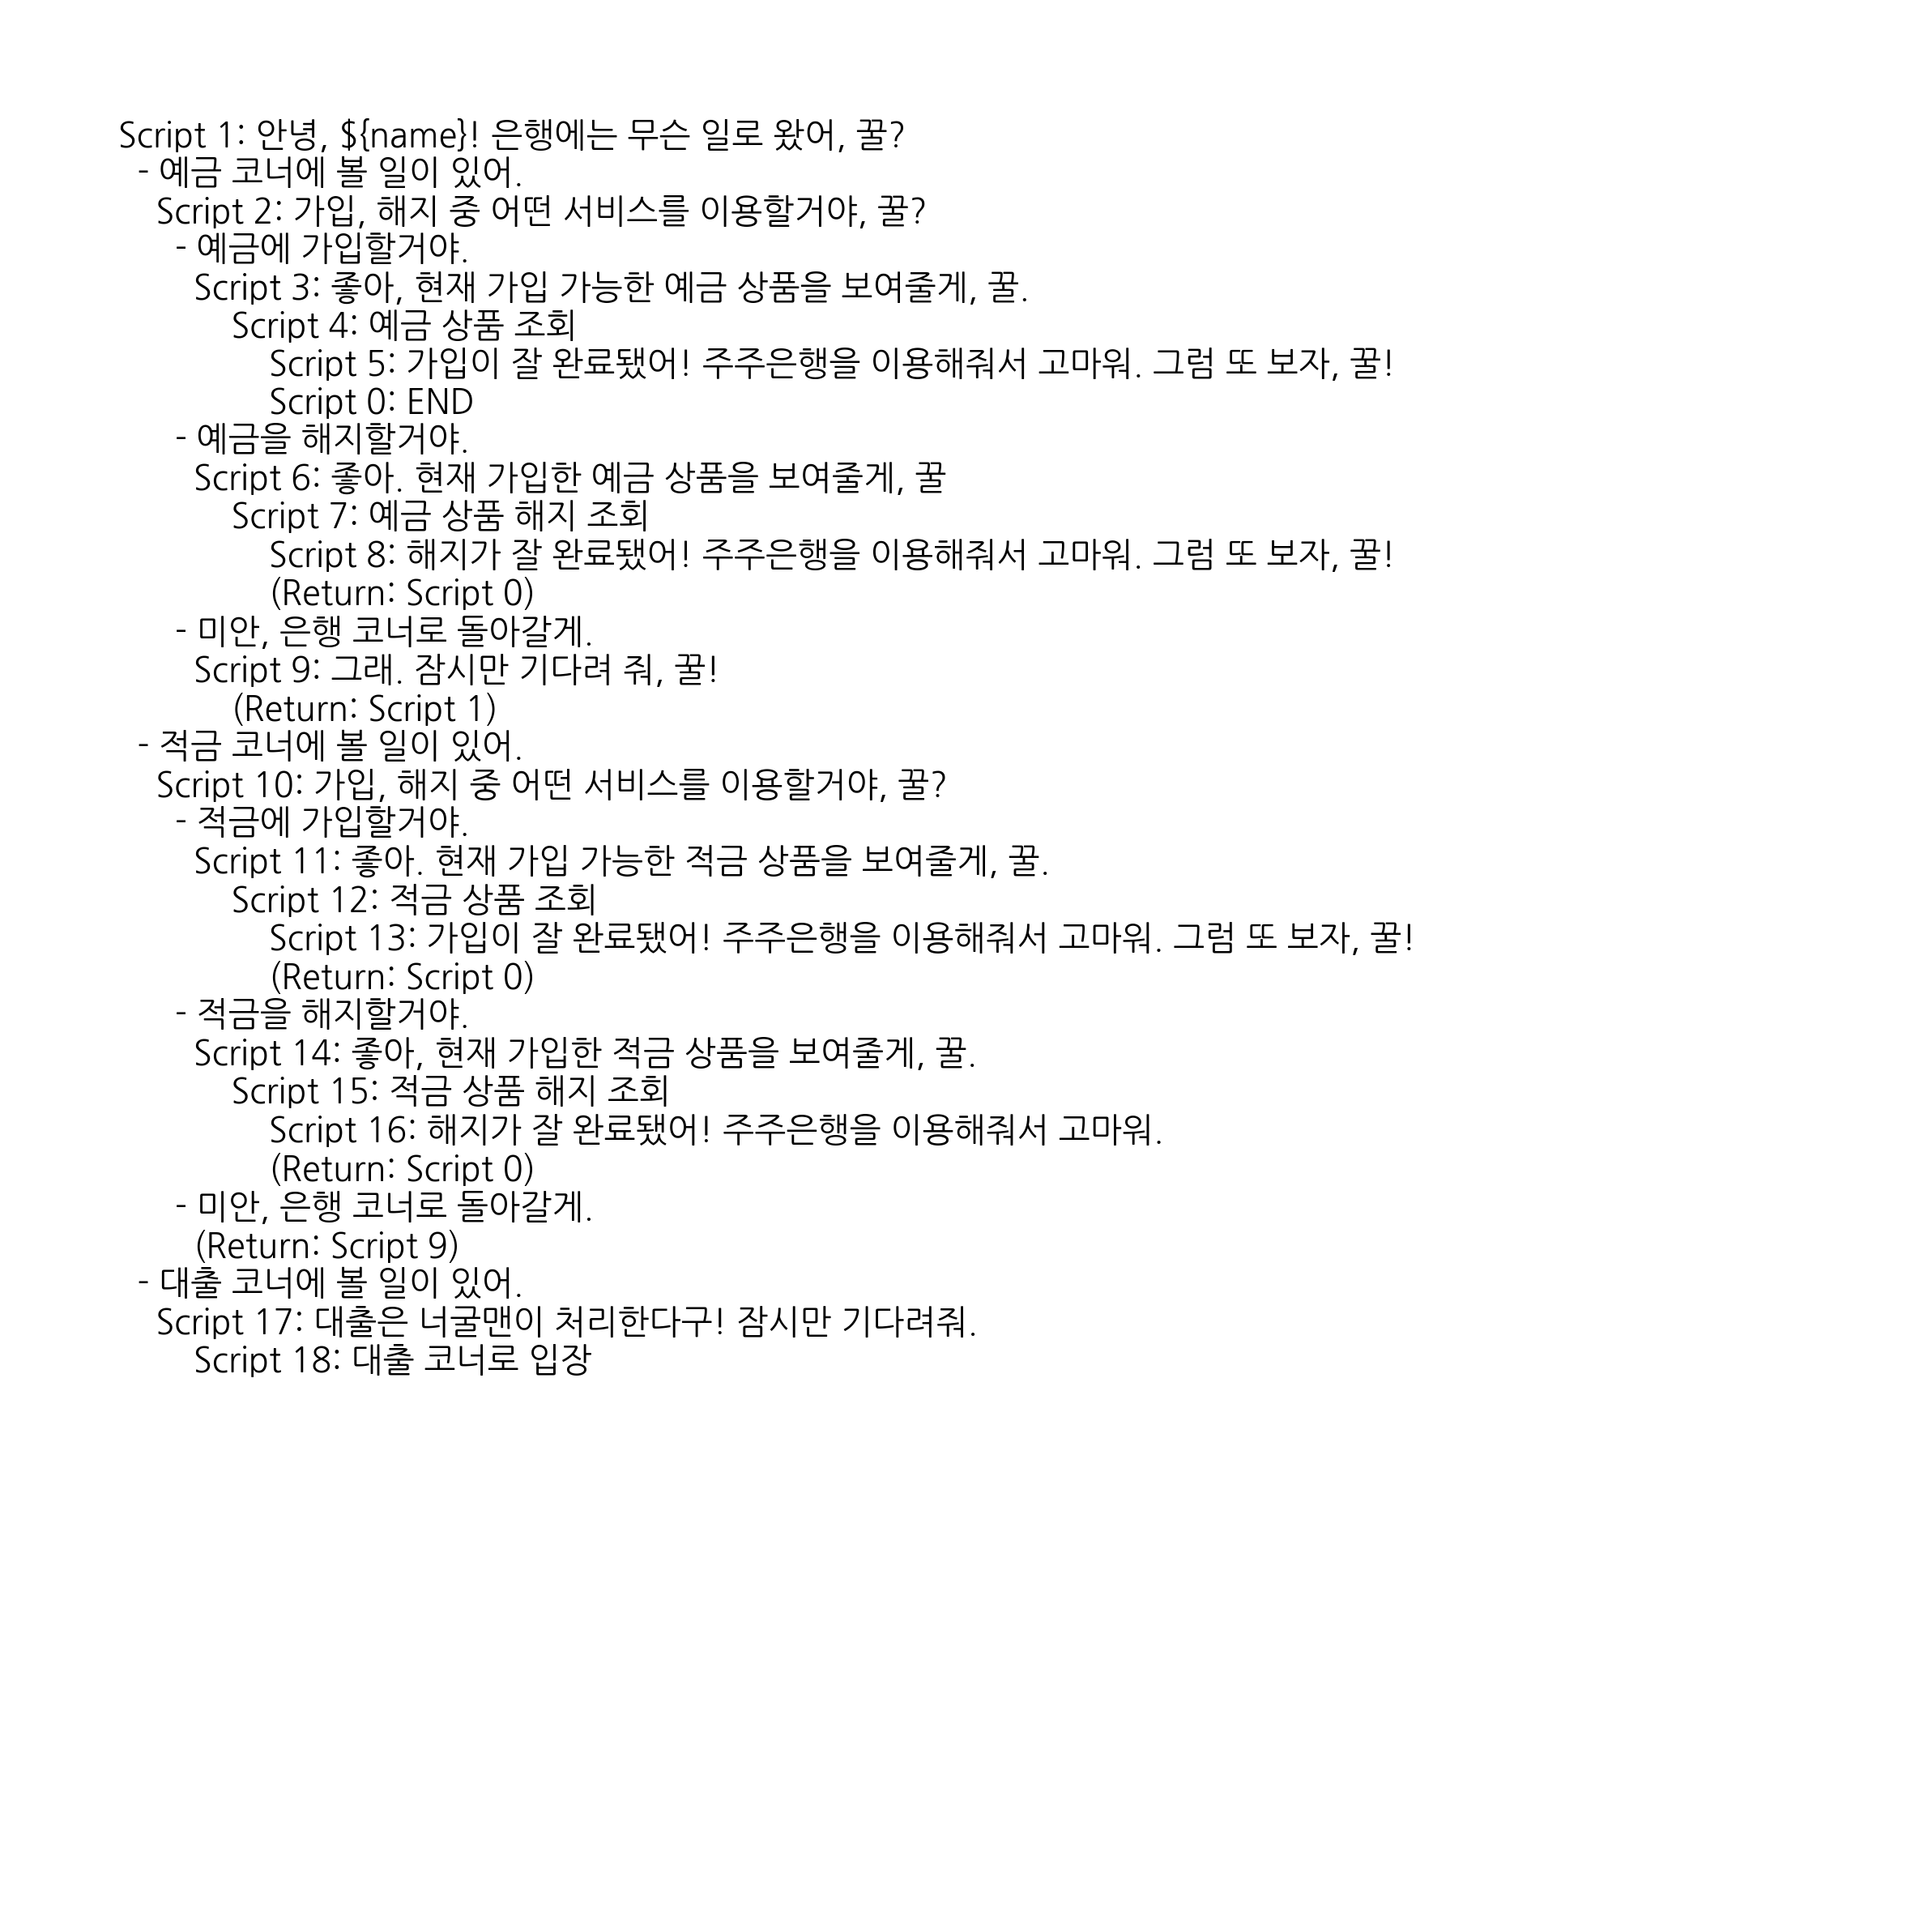 Script 1: 안녕, ${name}! 은행에는 무슨 일로 왔어, 꿀?
- 예금 코너에 볼 일이 있어.
Script 2: 가입, 해지 중 어떤 서비스를 이용할거야, 꿀?
- 예금에 가입할거야.
Script 3: 좋아, 현재 가입 가능한 예금 상품을 보여줄게, 꿀.
Script 4: 예금 상품 조회
Script 5: 가입이 잘 완료됐어! 주주은행을 이용해줘서 고마워. 그럼 또 보자, 꿀!
Script 0: END
- 예금을 해지할거야.
Script 6: 좋아. 현재 가입한 예금 상품을 보여줄게, 꿀
Script 7: 예금 상품 해지 조회
Script 8: 해지가 잘 완료됐어! 주주은행을 이용해줘서 고마워. 그럼 또 보자, 꿀!
(Return: Script 0)
- 미안, 은행 코너로 돌아갈게.
Script 9: 그래. 잠시만 기다려 줘, 꿀!
(Return: Script 1)
- 적금 코너에 볼 일이 있어.
Script 10: 가입, 해지 중 어떤 서비스를 이용할거야, 꿀?
- 적금에 가입할거야.
Script 11: 좋아. 현재 가입 가능한 적금 상품을 보여줄게, 꿀.
Script 12: 적금 상품 조회
Script 13: 가입이 잘 완료됐어! 주주은행을 이용해줘서 고마워. 그럼 또 보자, 꿀!
(Return: Script 0)
- 적금을 해지할거야.
Script 14: 좋아, 현재 가입한 적금 상품을 보여줄게, 꿀.
Script 15: 적금 상품 해지 조회
Script 16: 해지가 잘 완료됐어! 주주은행을 이용해줘서 고마워.
(Return: Script 0)
- 미안, 은행 코너로 돌아갈게.
(Return: Script 9)
- 대출 코너에 볼 일이 있어.
Script 17: 대출은 너굴맨이 처리한다구! 잠시만 기다려줘.
Script 18: 대출 코너로 입장